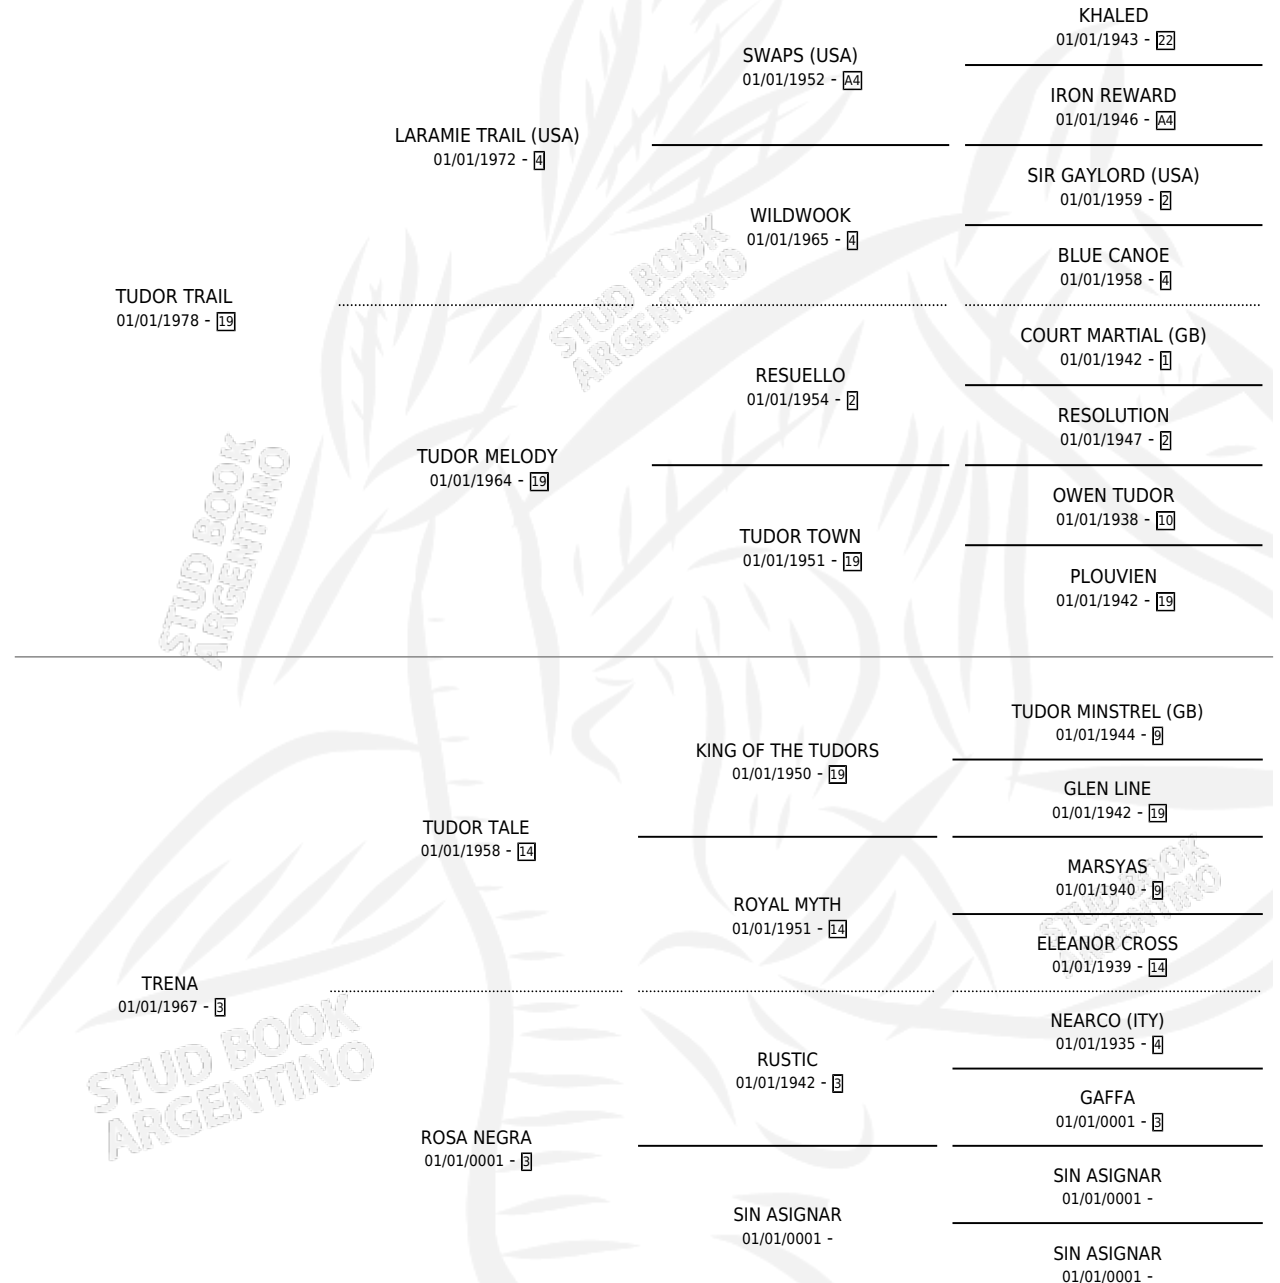 KHALED
01/01/1943 - 22
SWAPS (USA)
01/01/1952 - A4
IRON REWARD
01/01/1946 - A4
LARAMIE TRAIL (USA)
01/01/1972 - 4
SIR GAYLORD (USA)
01/01/1959 - 2
WILDWOOK
01/01/1965 - 4
BLUE CANOE
01/01/1958 - 4
TUDOR TRAIL
01/01/1978 - 19
COURT MARTIAL (GB)
01/01/1942 - 1
RESUELLO
01/01/1954 - 2
RESOLUTION
01/01/1947 - 2
TUDOR MELODY
01/01/1964 - 19
OWEN TUDOR
01/01/1938 - 10
TUDOR TOWN
01/01/1951 - 19
PLOUVIEN
01/01/1942 - 19
STUD BOOK
ARGENTINO
STUD BOOK
ARGENTINO
TUDOR MINSTREL (GB)
01/01/1944 - 9
KING OF THE TUDORS
01/01/1950 - 19
GLEN LINE
01/01/1942 - 19
TUDOR TALE
01/01/1958 - 14
MARSYAS
01/01/1940 - 9
ROYAL MYTH
01/01/1951 - 14
ELEANOR CROSS
01/01/1939 - 14
STUD BOOK
ARGENTINO
TRENA
01/01/1967 - 3
NEARCO (ITY)
01/01/1935 - 4
RUSTIC
01/01/1942 - 3
GAFFA
01/01/0001 - 3
ROSA NEGRA
01/01/0001 - 3
SIN ASIGNAR
01/01/0001 -
SIN ASIGNAR
01/01/0001 -
SIN ASIGNAR
01/01/0001 -
STUD BOOK
ARGENTINO